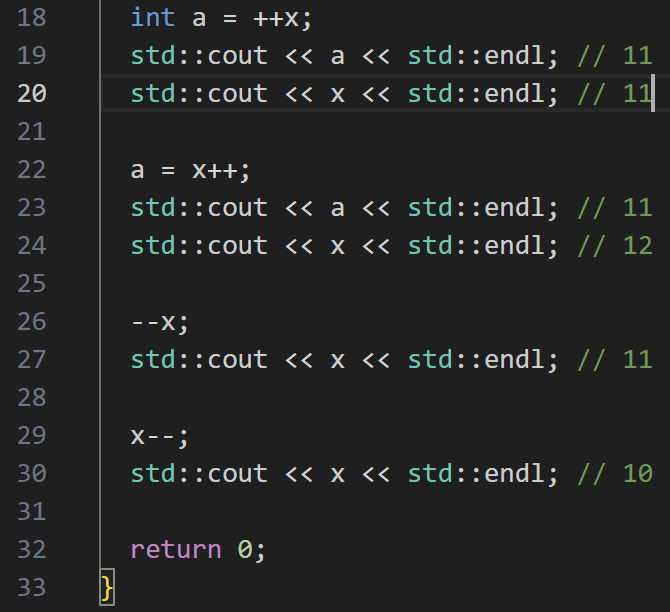 18 int a = ++x;
19 std::cout << a << std::endl; // 11
20 std::cout << x << std::endl; // 11
21
22 a = x++;
23 std::cout << a << std::endl; // 11
24 std::cout << x << std::endl; // 12
25
26 --x;
27 std::cout << x << std::endl; // 11
28
29 x--;
30 std::cout << x << std::endl; // 10
31
32 return 0;
33 }